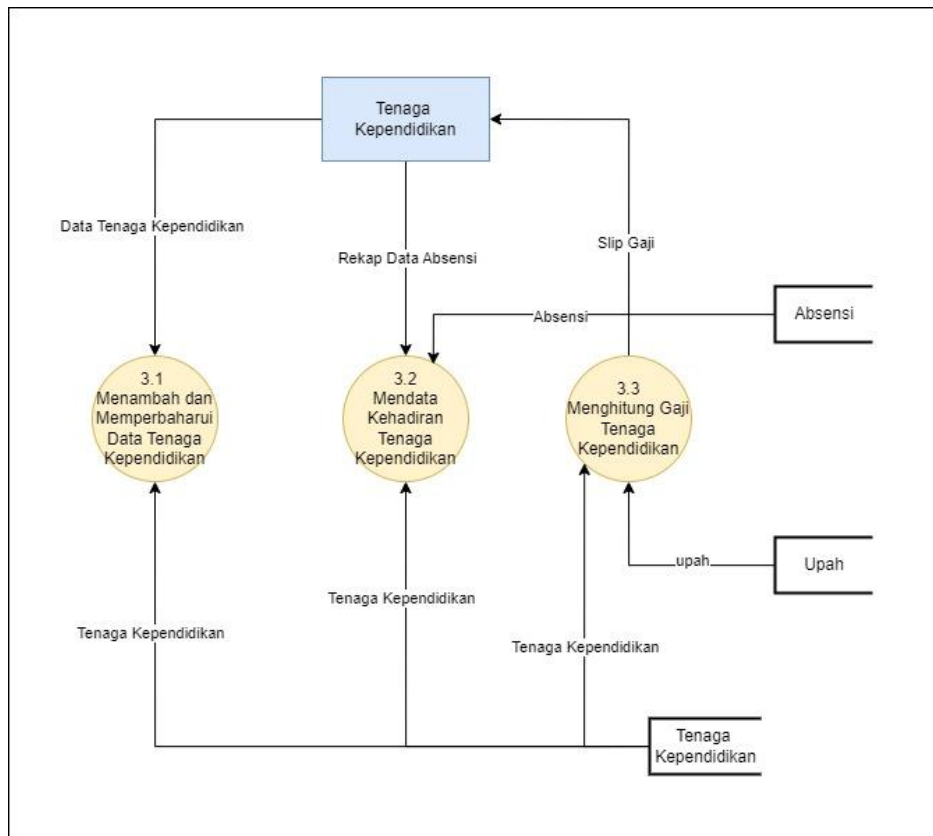 Tenaga
Kependidikan
Data Tenaga Kependidikan
Rekap Data Absensi
Slip Gaji
Absensi
Absensi
3.1
Menambah dan
Memperbaharui
Data Tenaga
Kependidikan
3.2
Mendata
Kehadiran
Tenaga
Kependidikan
3.3
Menghitung Gaji
Tenaga
Kependidikan
upah
Upah
Tenaga Kependidikan
Tenaga Kependidikan
Tenaga Kependidikan
Tenaga
Kependidikan